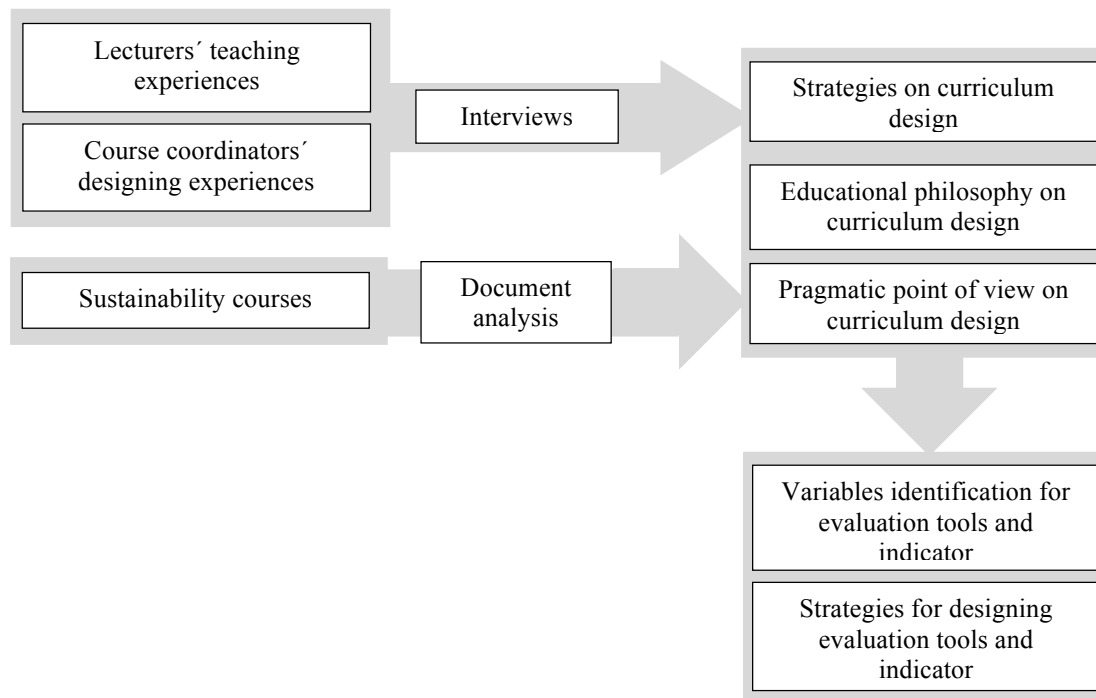 Lecturers´ teaching
experiences
Course coordinators´
designing experiences
Interviews
Strategies on curriculum
design
Educational philosophy on
curriculum design
Sustainability courses
Document
analysis
Pragmatic point of view on
curriculum design
Variables identification for
evaluation tools and
indicator
Strategies for designing
evaluation tools and
indicator